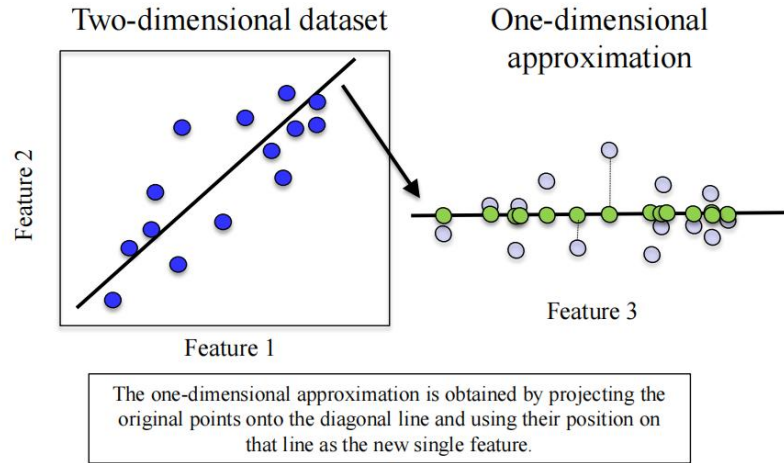 Two-dimensional dataset
One-dimensional
approximation
Feature 2
Feature 1
Feature 3
The one-dimensional approximation is obtained by projecting the
original points onto the diagonal line and using their position on
that line as the new single feature.